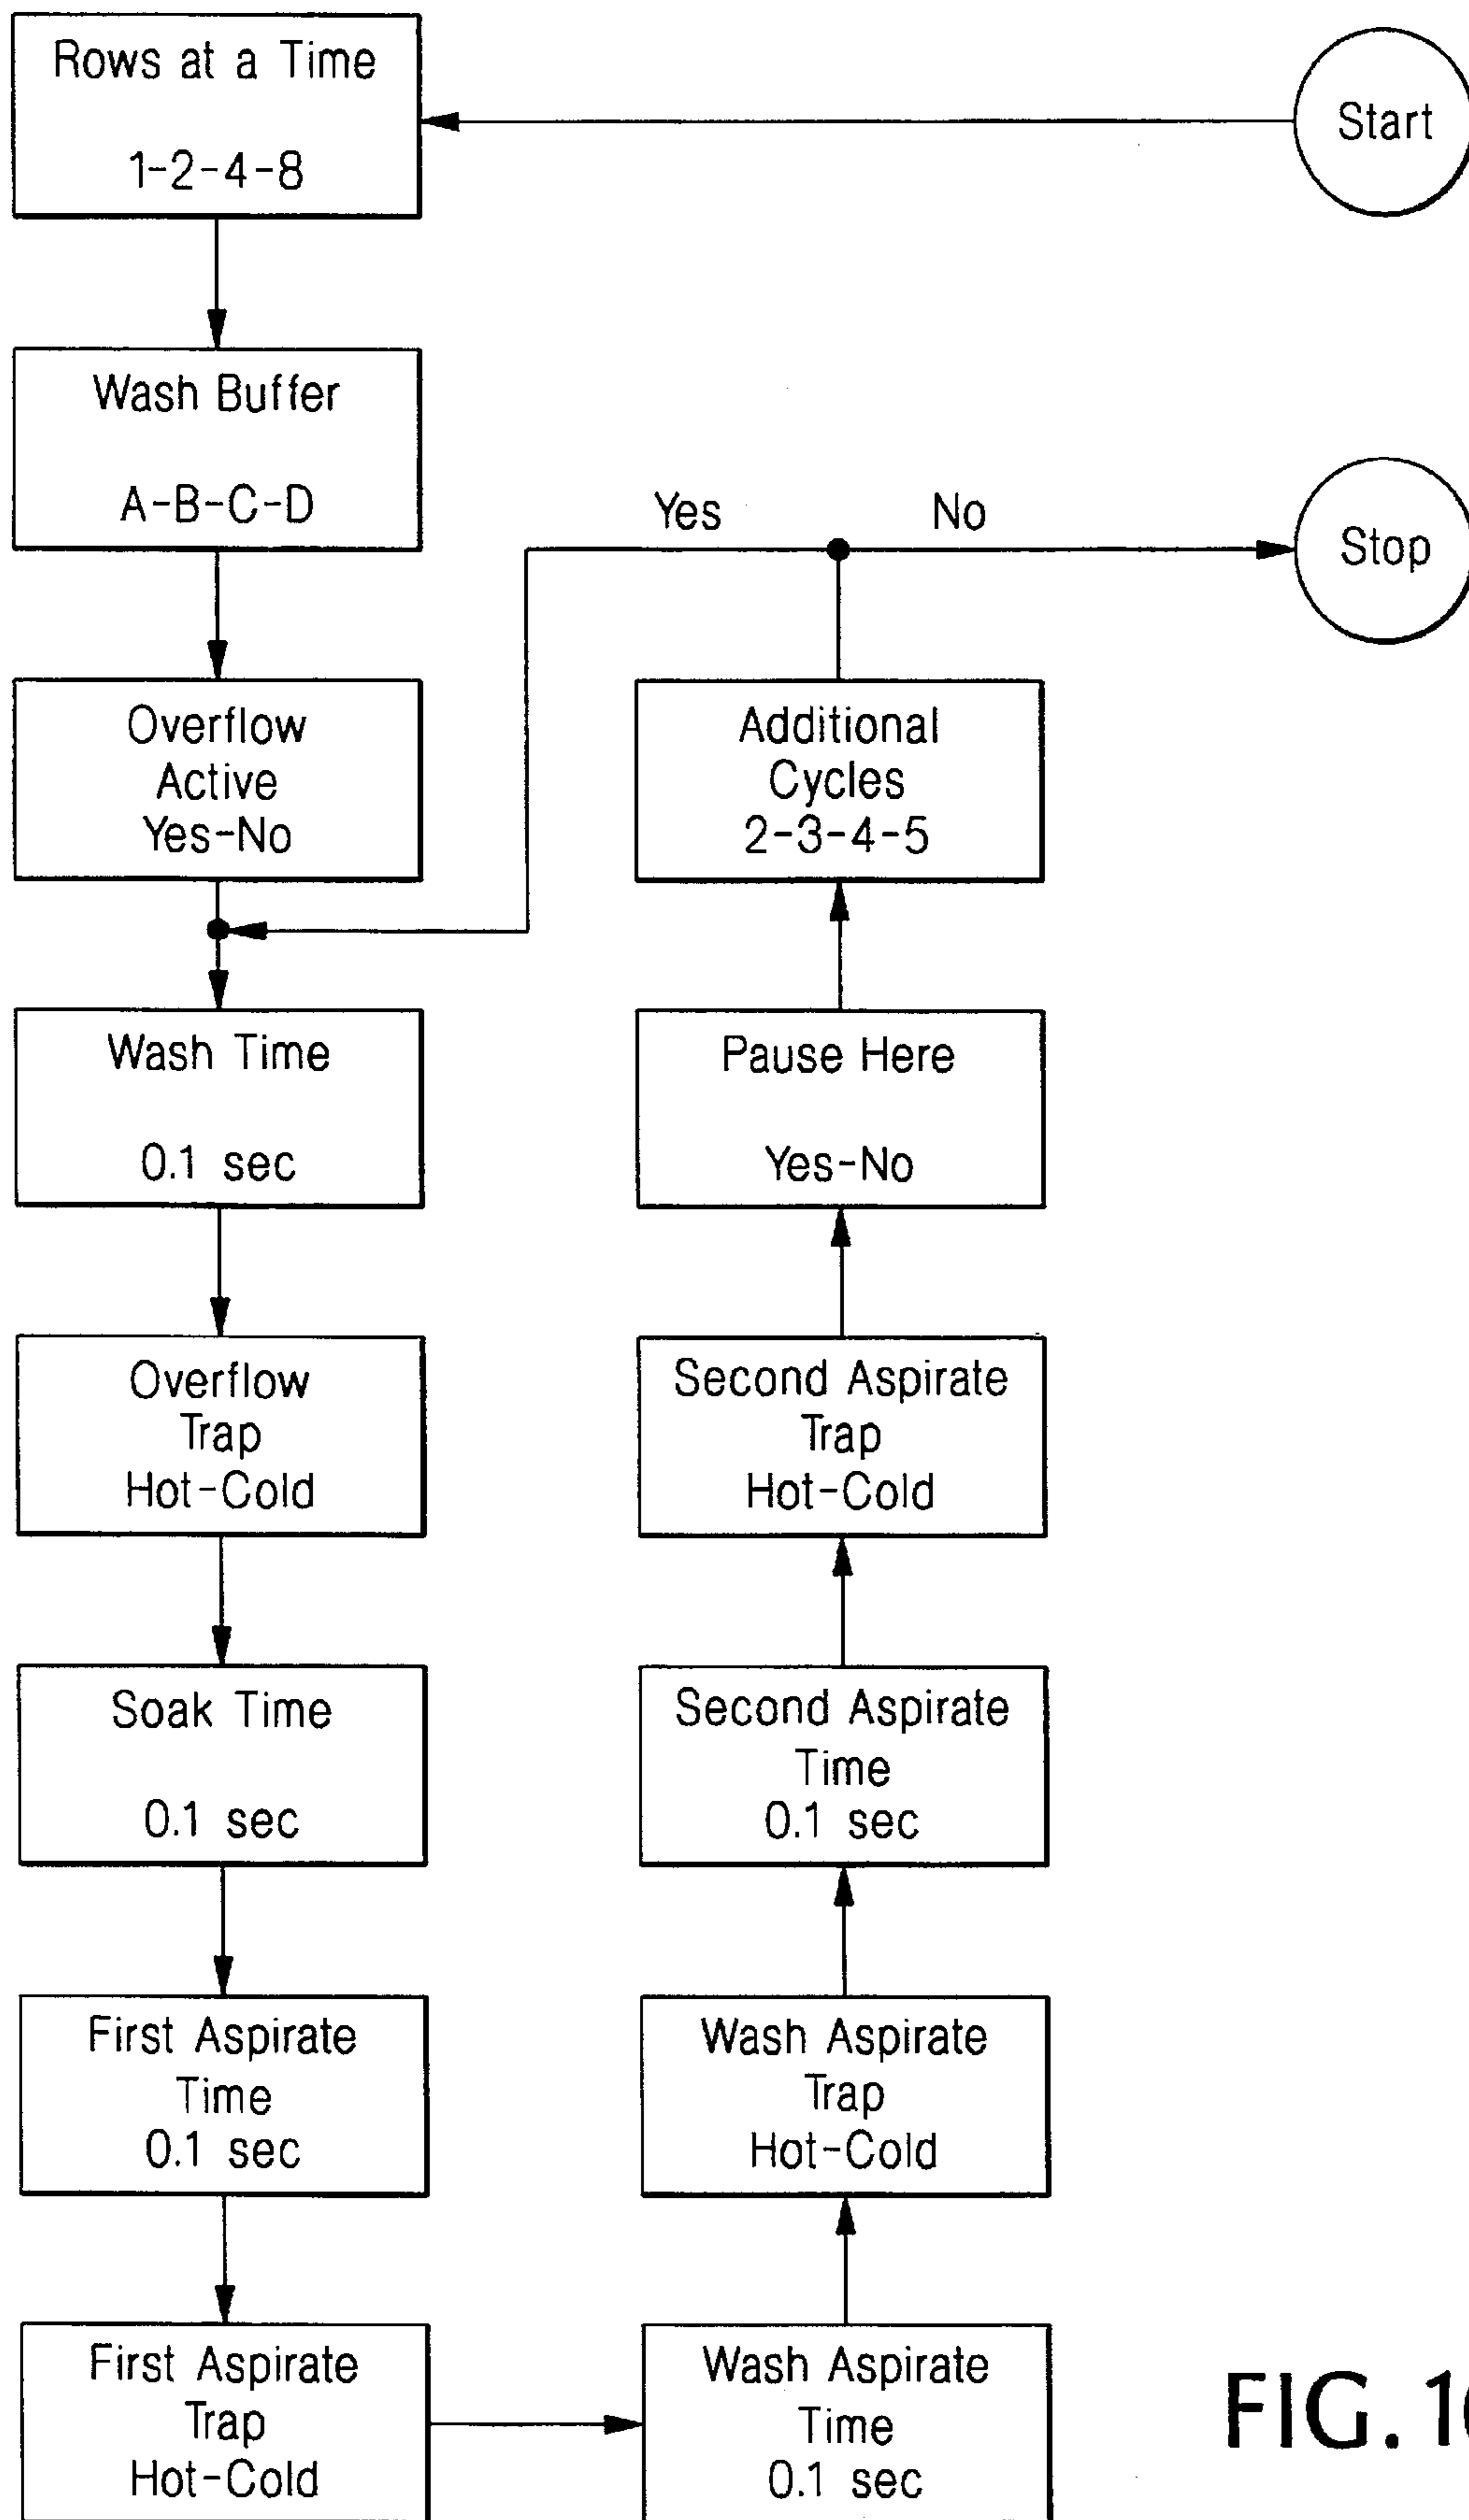 Start
Rows at a Time
1-2-4-8
Wash Buffer
A-B-C-D
Overflow
Active
Yes-No
Wash Time
0.1 sec
Overflow
Trap
Hot-Cold
Soak Time
0.1 sec
First Aspirate
Time
0.1 sec
First Aspirate
Trap
Hot-Cold
Wash Aspirate
Time
0.1 sec
Wash Aspirate
Trap
Hot-Cold
Second Aspirate
Time
0.1 sec
Second Aspirate
Trap
Hot-Cold
Pause Here
Yes-No
Additional
Cycles
2-3-4-5
Yes
No
Stop
FIG.